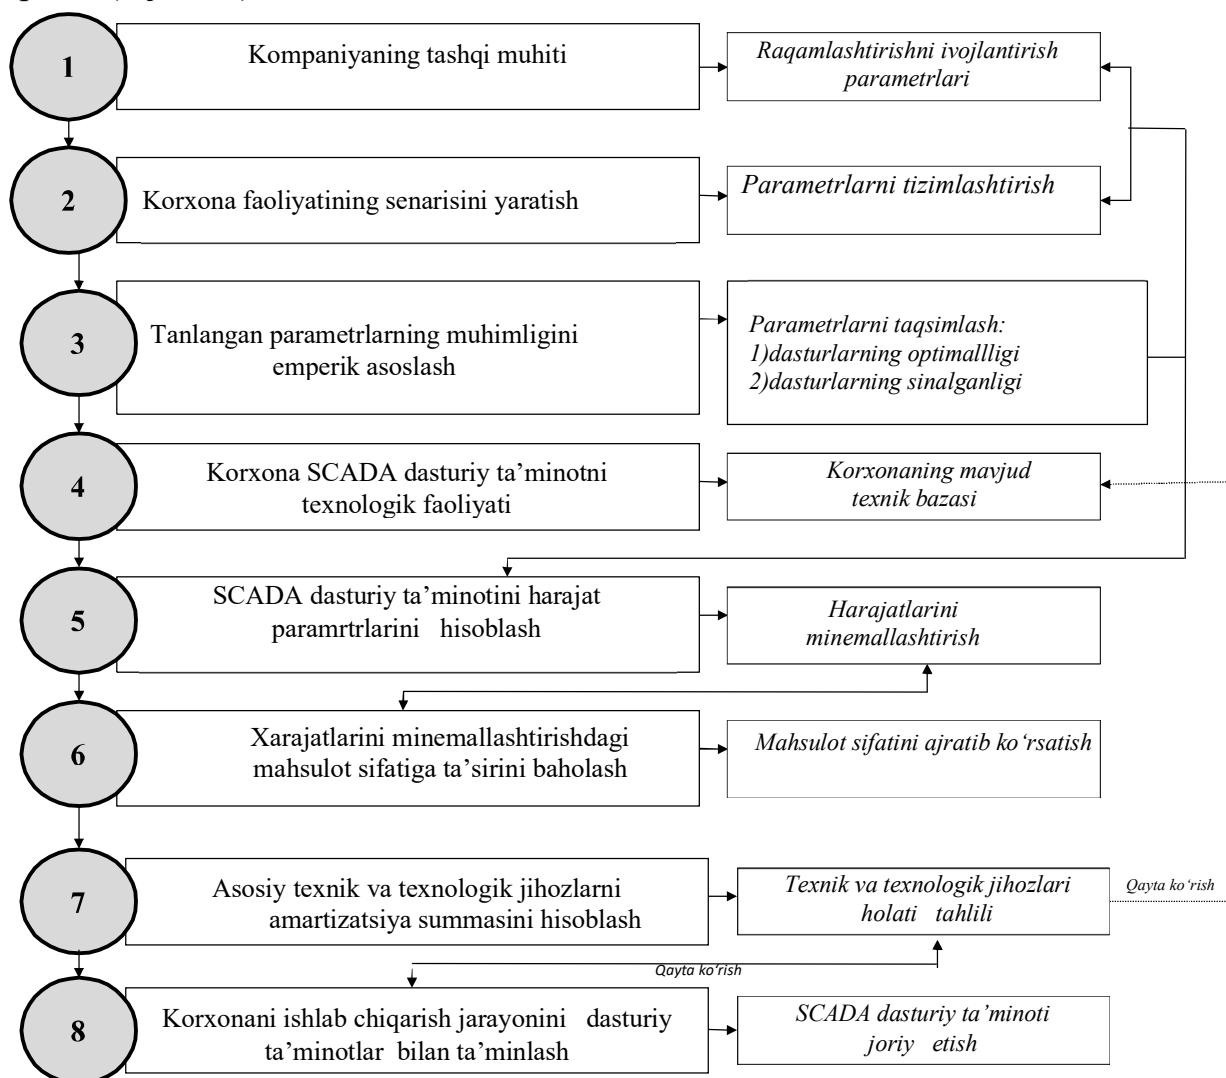 1
Kompaniyaning tashqi muhiti
Raqamlashtirishni ivojlantirish
parametrlari
2
Korxona faoliyatining senarisini yaratish
Parametrlarni tizimlashtirish
3
Tanlangan parametrlarning muhimligini
emperik asoslash
Parametrlarni taqsimlash:
1)dasturlarning optimallligi
2)dasturlarning sinalganligi
4
Korxona SCADA dasturiy ta’minotni
texnologik faoliyati
Korxonaning mavjud
texnik bazasi
5
SCADA dasturiy ta’minotini harajat
paramrtrlarini hisoblash
Harajatlarini
minemallashtirish
6
Xarajatlarini minemallashtirishdagi
mahsulot sifatiga ta’sirini baholash
Mahsulot sifatini ajratib ko‘rsatish
7
Asosiy texnik va texnologik jihozlarni
amartizatsiya summasini hisoblash
Texnik va texnologik jihozlari
holati tahlili
Qayta ko‘rish
Qayta ko‘rish
8
Korxonani ishlab chiqarish jarayonini dasturiy
ta’minotlar bilan ta’minlash
SCADA dasturiy ta’minoti
joriy etish